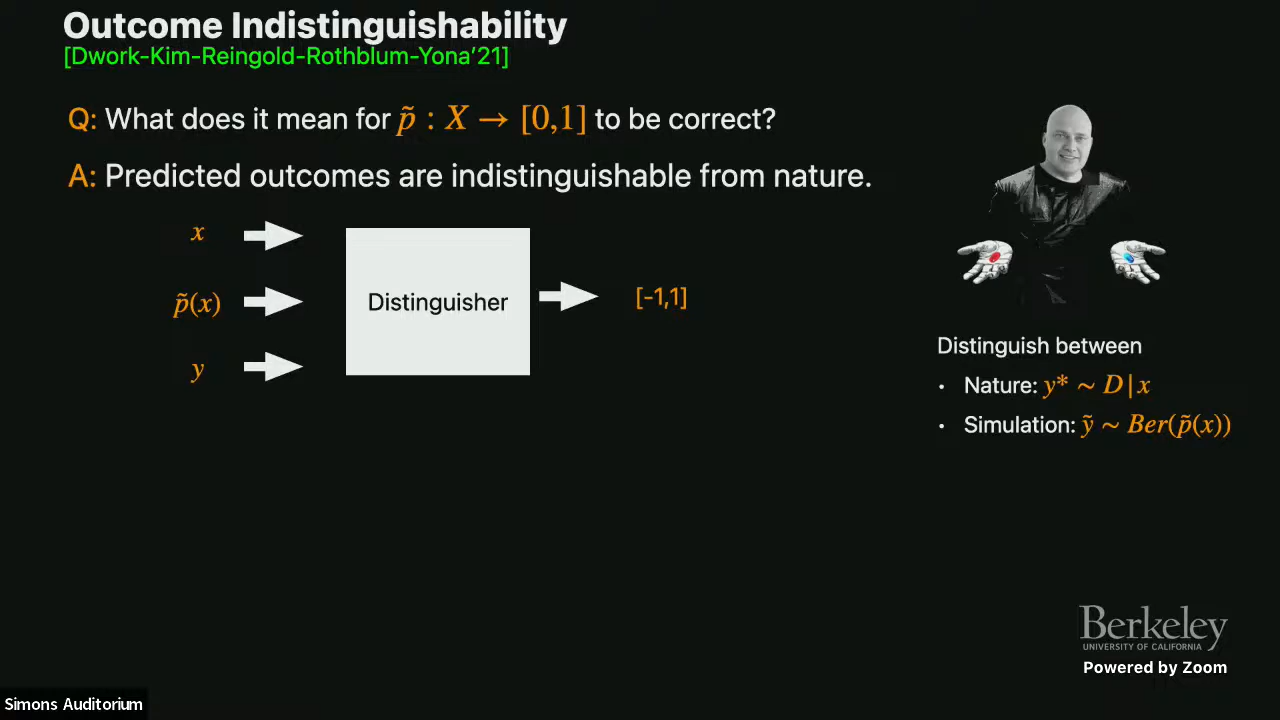 Outcome Indistinguishability
[Dwork-Kim-Reingold-Rothblum-Yona’21]
Q: What does it mean for p̃ : X → [0,1] to be correct?
A: Predicted outcomes are indistinguishable from nature.
x
p̃(x)
y
Distinguisher
[-1,1]
Distinguish between
• Nature: y* ~ D|x
• Simulation: ỹ ~ Ber(p̃(x))
Berkeley
UNIVERSITY OF CALIFORNIA
Powered by Zoom
Simons Auditorium